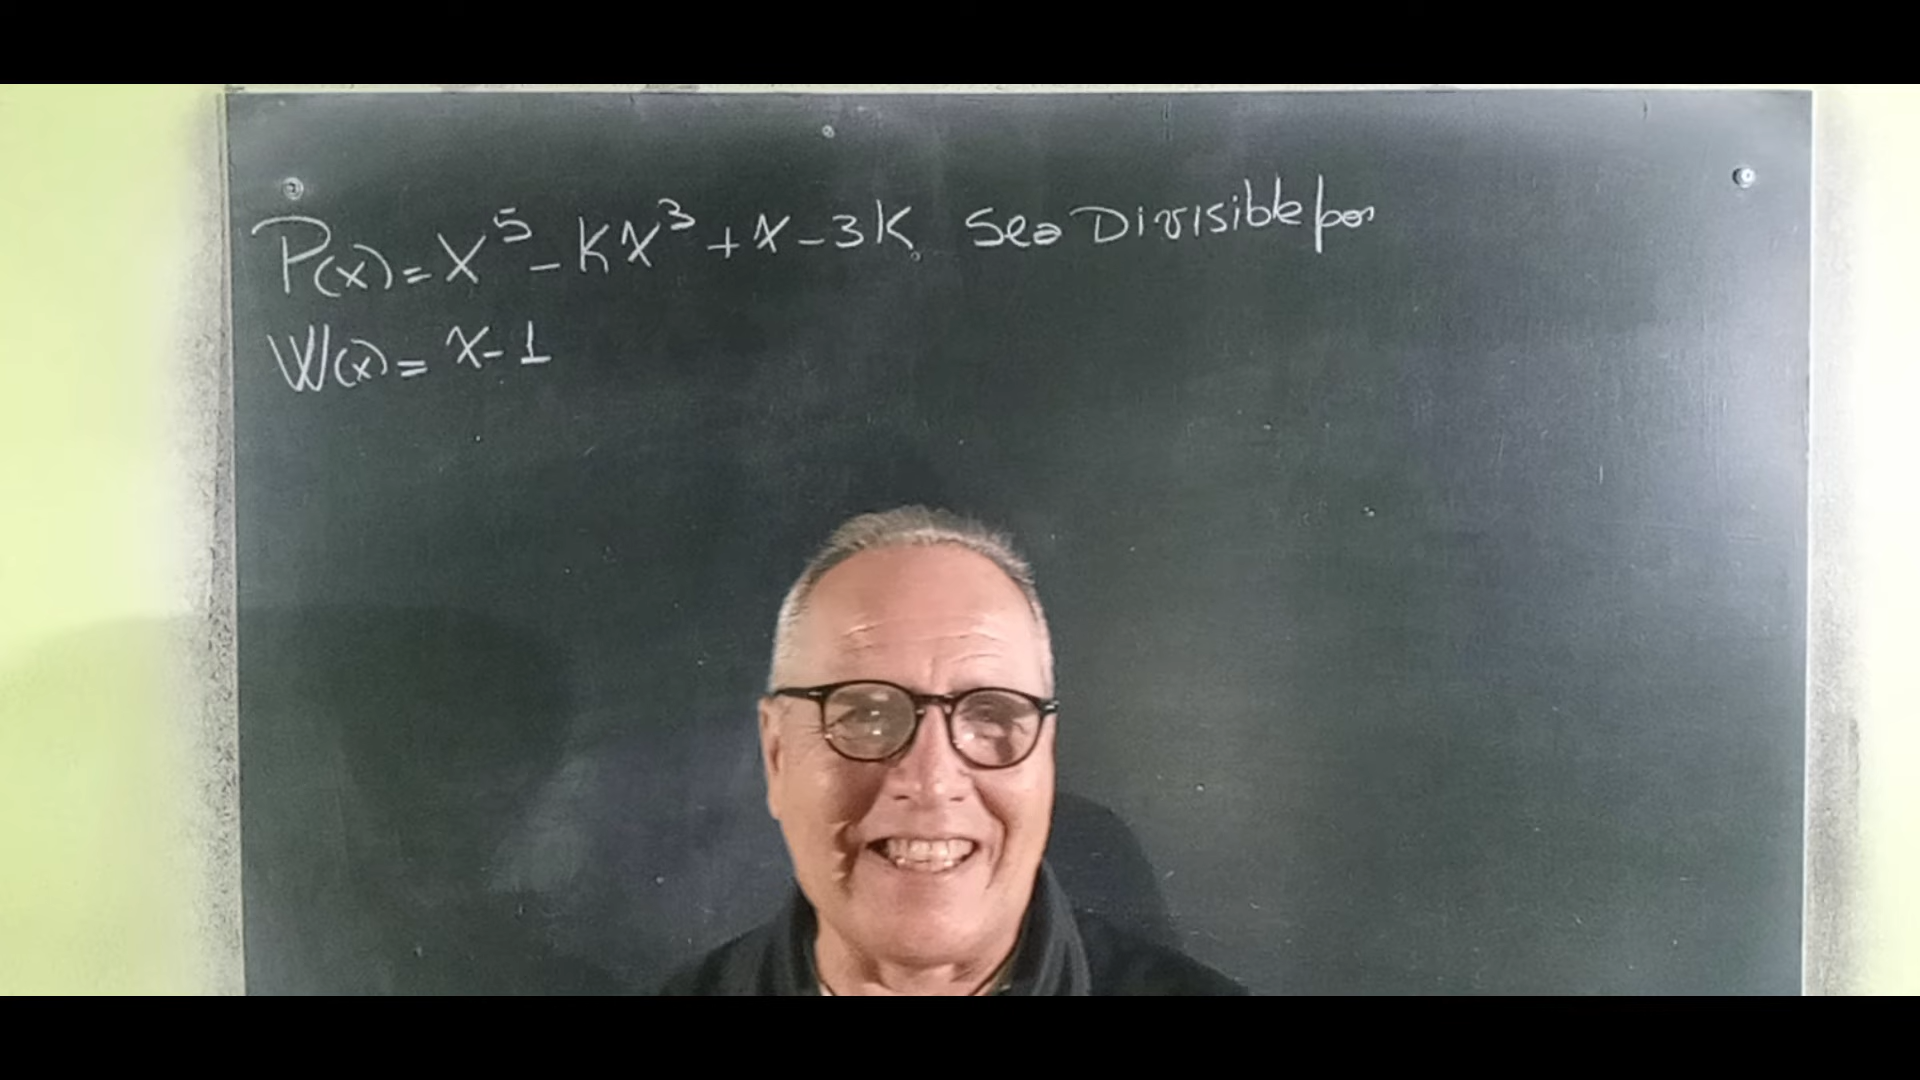 P(x) = x⁵ - Kx³ + x - 3K. Sea Divisible por
W(x) = x - 1